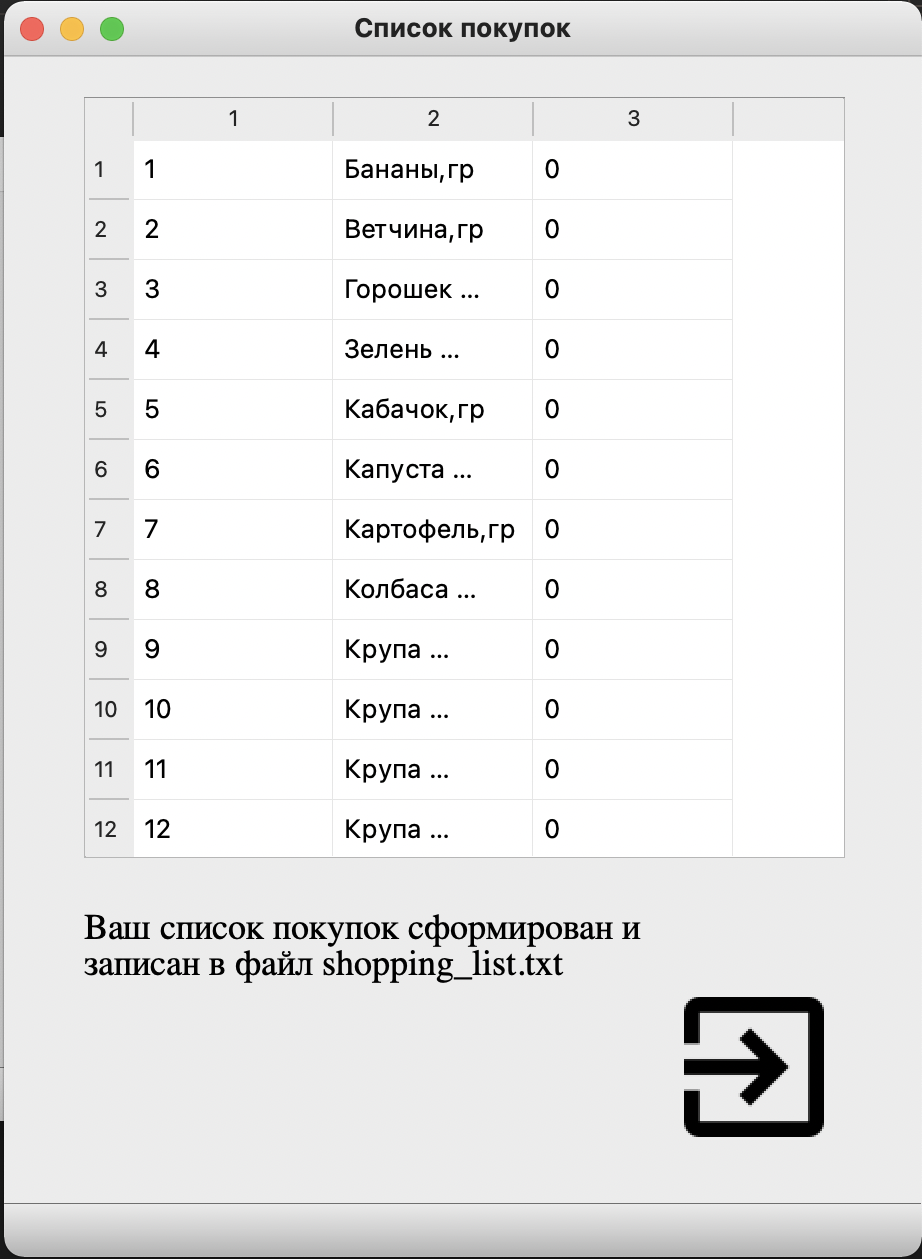 Список покупок
1 2 3
1 1 Бананы,гр 0
2 2 Ветчина,гр 0
3 3 Горошек ... 0
4 4 Зелень ... 0
5 5 Кабачок,гр 0
6 6 Капуста ... 0
7 7 Картофель,гр 0
8 8 Колбаса ... 0
9 9 Крупа ... 0
10 10 Крупа ... 0
11 11 Крупа ... 0
12 12 Крупа ... 0
Ваш список покупок сформирован и
записан в файл shopping_list.txt